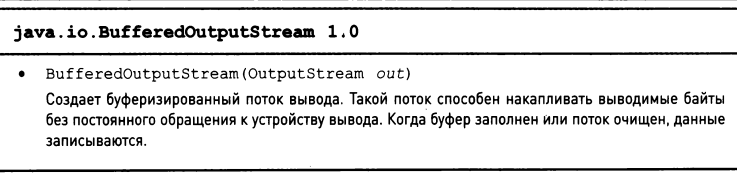 java.io.BufferedOutputStream 1.0
• BufferedOutputStream(OutputStream out)
Создает буферизированный поток вывода. Такой поток способен накапливать выводимые байты
без постоянного обращения к устройству вывода. Когда буфер заполнен или поток очищен, данные
записываются.